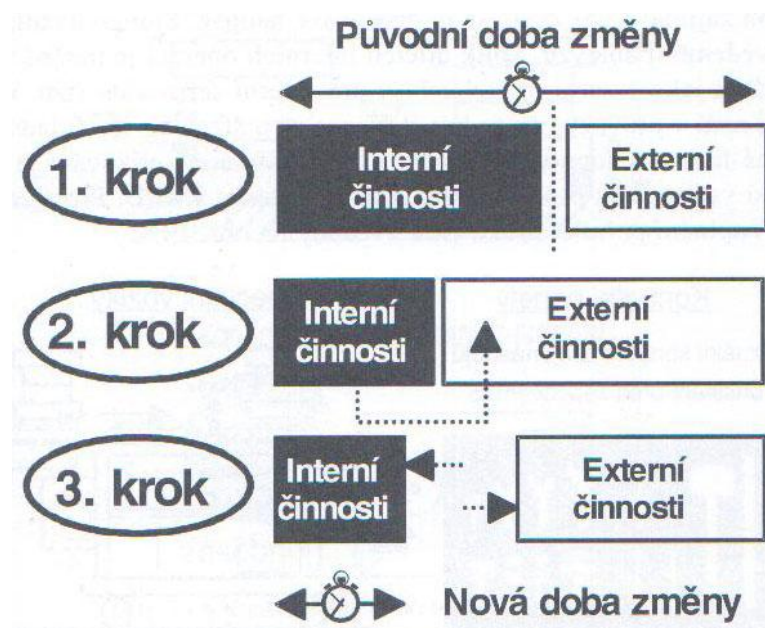 Původní doba změny
1. krok
Interní
činnosti
Externí
činnosti
2. krok
Interní
činnosti
Externí
činnosti
3. krok
Interní
činnosti
Externí
činnosti
Nová doba změny